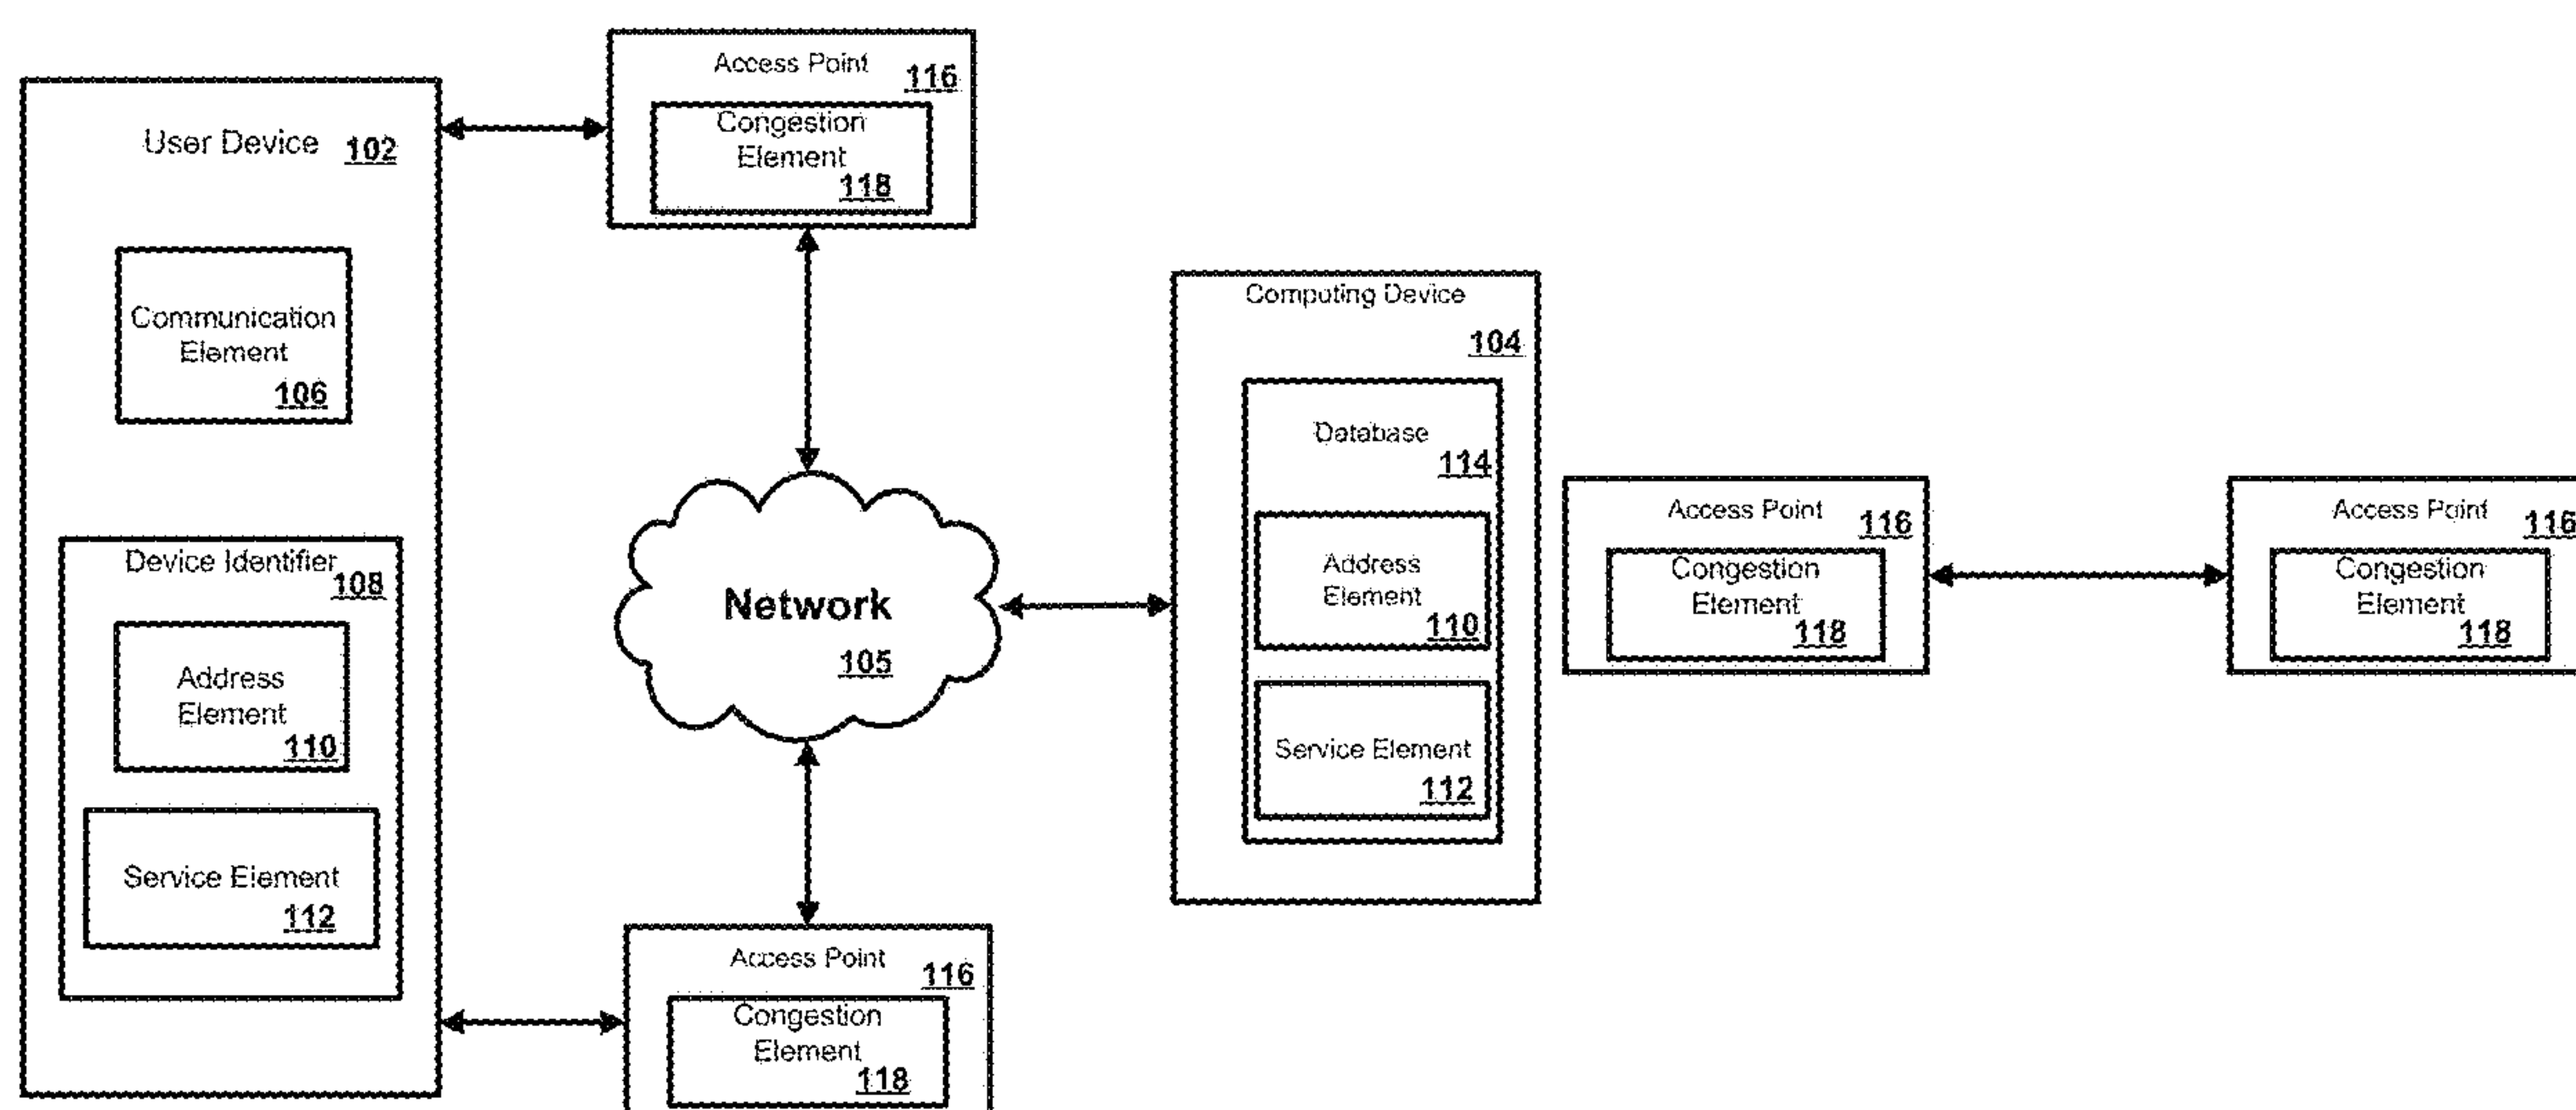 User Device 102
Communication
Element
106
Device Identifier
108
Address
Element
110
Service Element
112
Access Point
116
Congestion
Element
118
Network
105
Access Point
116
Congestion
Element
118
Computing Device
104
Database
114
Address
Element
110
Service Element
112
Access Point
116
Congestion
Element
118
Access Point
116
Congestion
Element
118